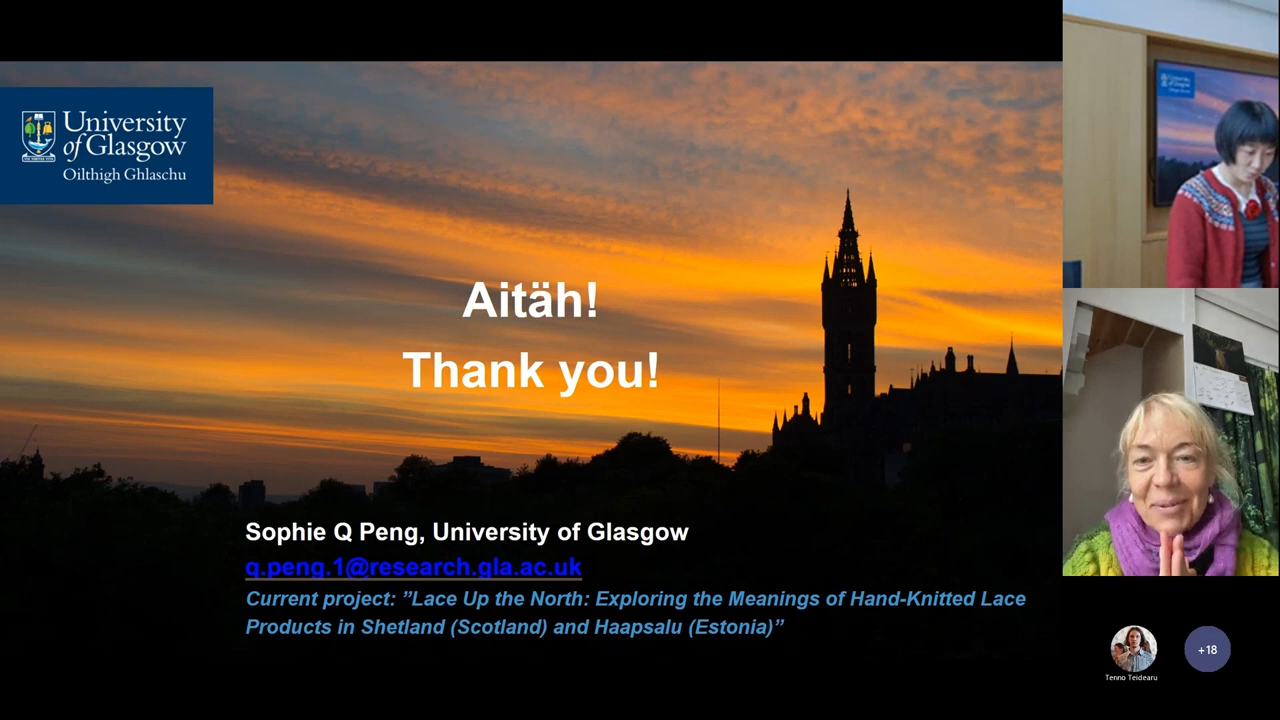 University
of Glasgow
Oilthigh Ghlaschu
Aitäh!
Thank you!
Sophie Q Peng, University of Glasgow
q.peng.1@research.gla.ac.uk
Current project: ”Lace Up the North: Exploring the Meanings of Hand-Knitted Lace
Products in Shetland (Scotland) and Haapsalu (Estonia)”
Tenno Teidearu
+18